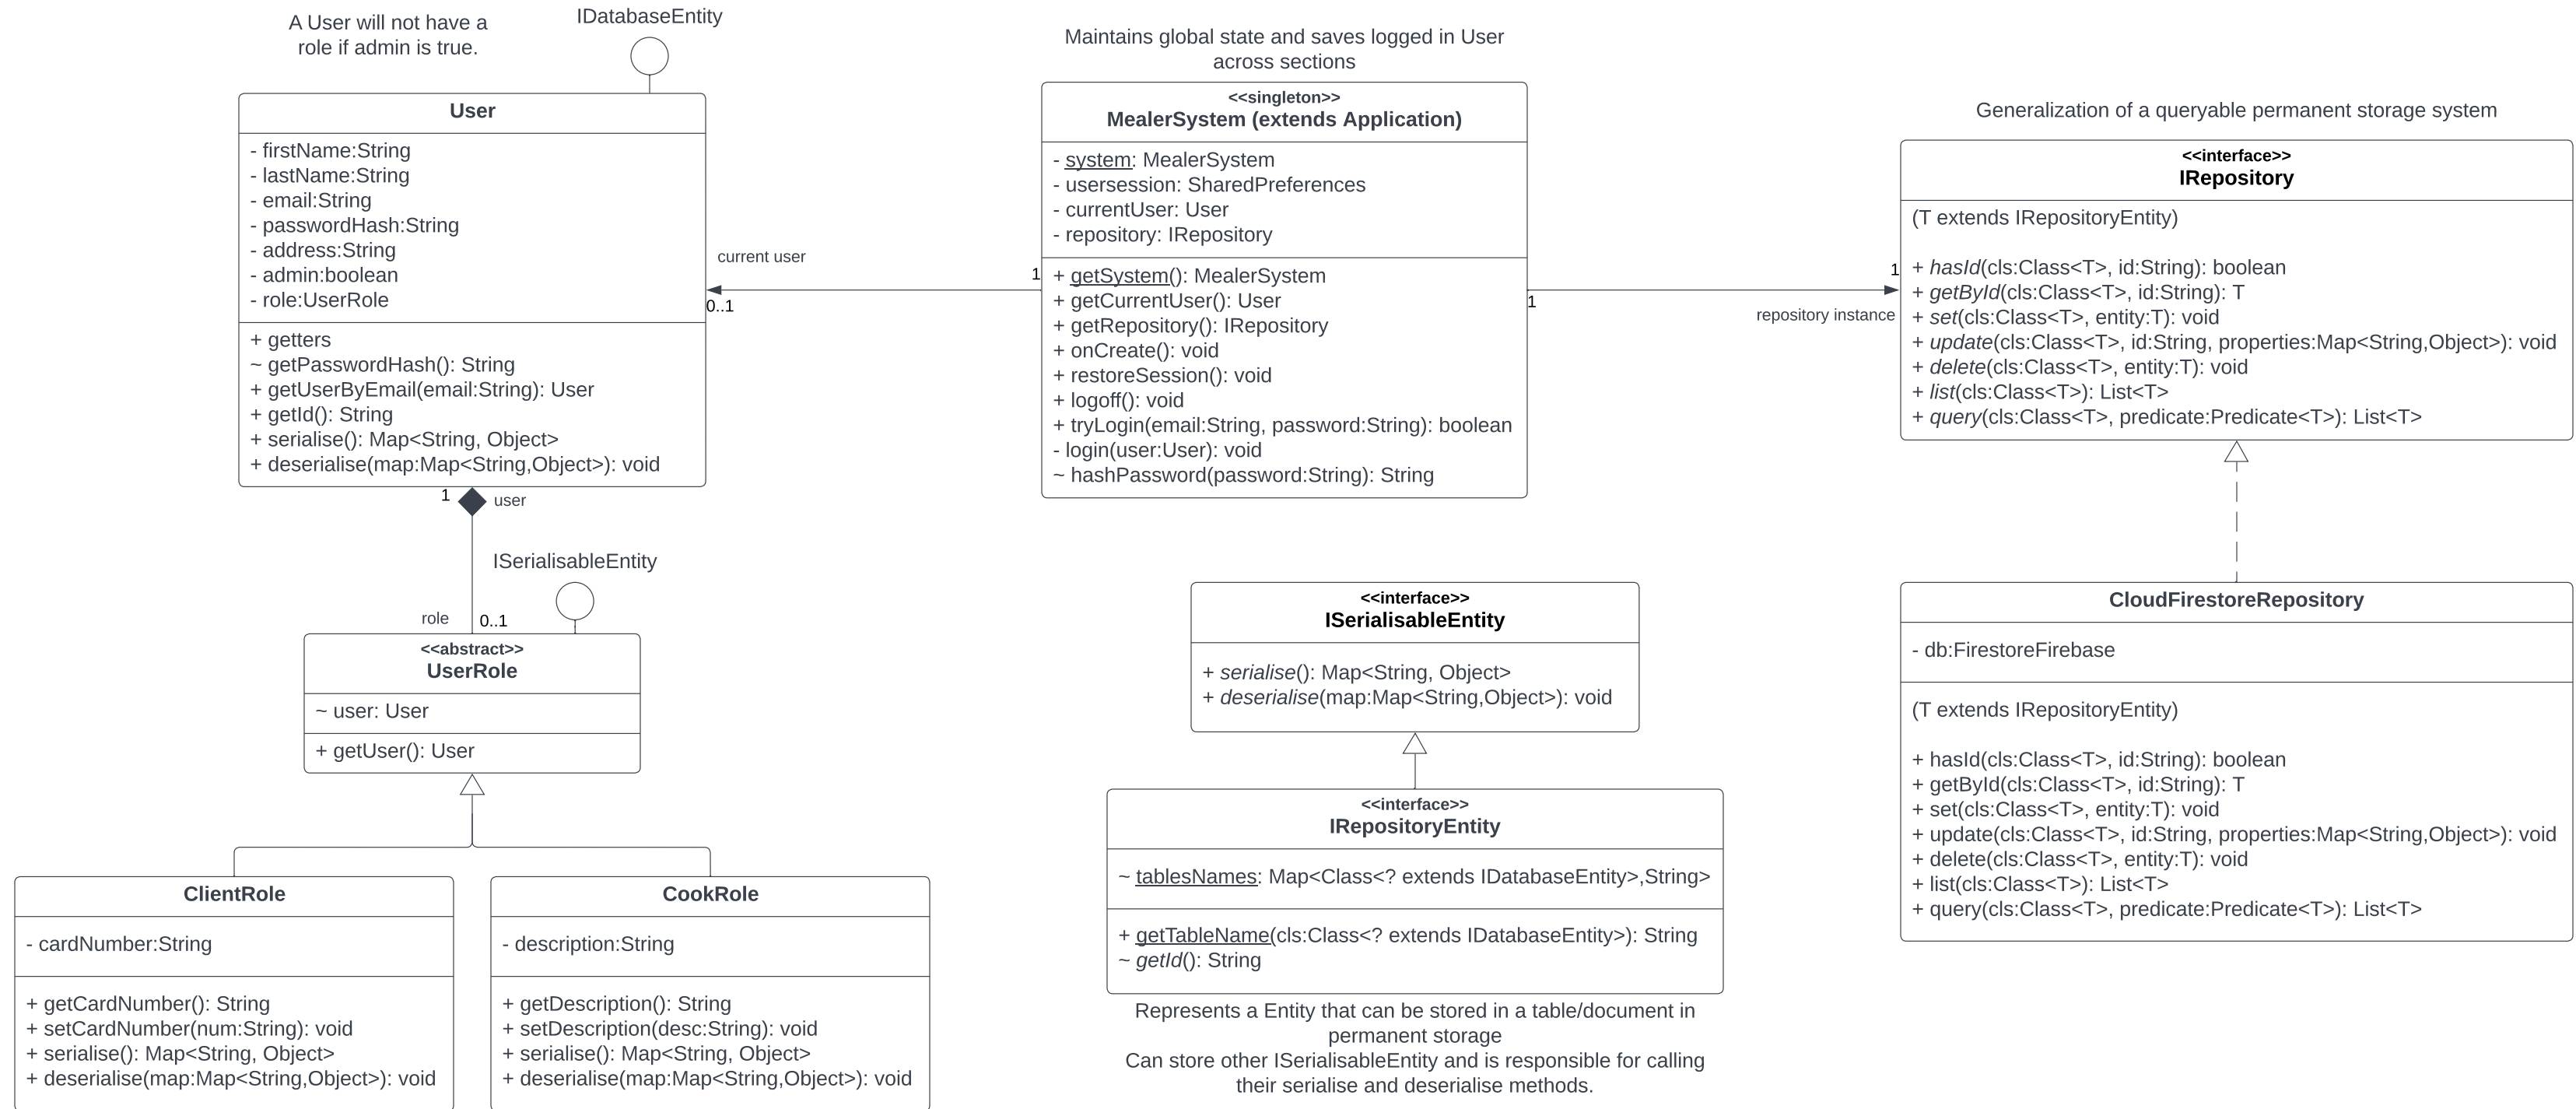 A User will not have a
role if admin is true.
IDatabaseEntity
User
- firstName:String
- lastName:String
- email:String
- passwordHash:String
- address:String
- admin:boolean
- role:UserRole
+ getters
~ getPasswordHash(): String
+ getUserByEmail(email:String): User
+ getId(): String
+ serialise(): Map<String, Object>
+ deserialise(map:Map<String,Object>): void
1
user
role
0..1
ISerialisableEntity
<<abstract>>
UserRole
~ user: User
+ getUser(): User
ClientRole
- cardNumber:String
+ getCardNumber(): String
+ setCardNumber(num:String): void
+ serialise(): Map<String, Object>
+ deserialise(map:Map<String,Object>): void
CookRole
- description:String
+ getDescription(): String
+ setDescription(desc:String): void
+ serialise(): Map<String, Object>
+ deserialise(map:Map<String,Object>): void
current user
0..1
1
Maintains global state and saves logged in User
across sections
<<singleton>>
MealerSystem (extends Application)
- system: MealerSystem
- usersession: SharedPreferences
- currentUser: User
- repository: IRepository
+ getSystem(): MealerSystem
+ getCurrentUser(): User
+ getRepository(): IRepository
+ onCreate(): void
+ restoreSession(): void
+ logoff(): void
+ tryLogin(email:String, password:String): boolean
- login(user:User): void
~ hashPassword(password:String): String
1
1
repository instance
<<interface>>
ISerialisableEntity
+ serialise(): Map<String, Object>
+ deserialise(map:Map<String,Object>): void
<<interface>>
IRepositoryEntity
~ tablesNames: Map<Class<? extends IDatabaseEntity>,String>
+ getTableName(cls:Class<? extends IDatabaseEntity>): String
~ getId(): String
Represents a Entity that can be stored in a table/document in
permanent storage
Can store other ISerialisableEntity and is responsible for calling
their serialise and deserialise methods.
Generalization of a queryable permanent storage system
<<interface>>
IRepository
(T extends IRepositoryEntity)
+ hasId(cls:Class<T>, id:String): boolean
+ getById(cls:Class<T>, id:String): T
+ set(cls:Class<T>, entity:T): void
+ update(cls:Class<T>, id:String, properties:Map<String,Object>): void
+ delete(cls:Class<T>, entity:T): void
+ list(cls:Class<T>): List<T>
+ query(cls:Class<T>, predicate:Predicate<T>): List<T>
CloudFirestoreRepository
- db:FirestoreFirebase
(T extends IRepositoryEntity)
+ hasId(cls:Class<T>, id:String): boolean
+ getById(cls:Class<T>, id:String): T
+ set(cls:Class<T>, entity:T): void
+ update(cls:Class<T>, id:String, properties:Map<String,Object>): void
+ delete(cls:Class<T>, entity:T): void
+ list(cls:Class<T>): List<T>
+ query(cls:Class<T>, predicate:Predicate<T>): List<T>